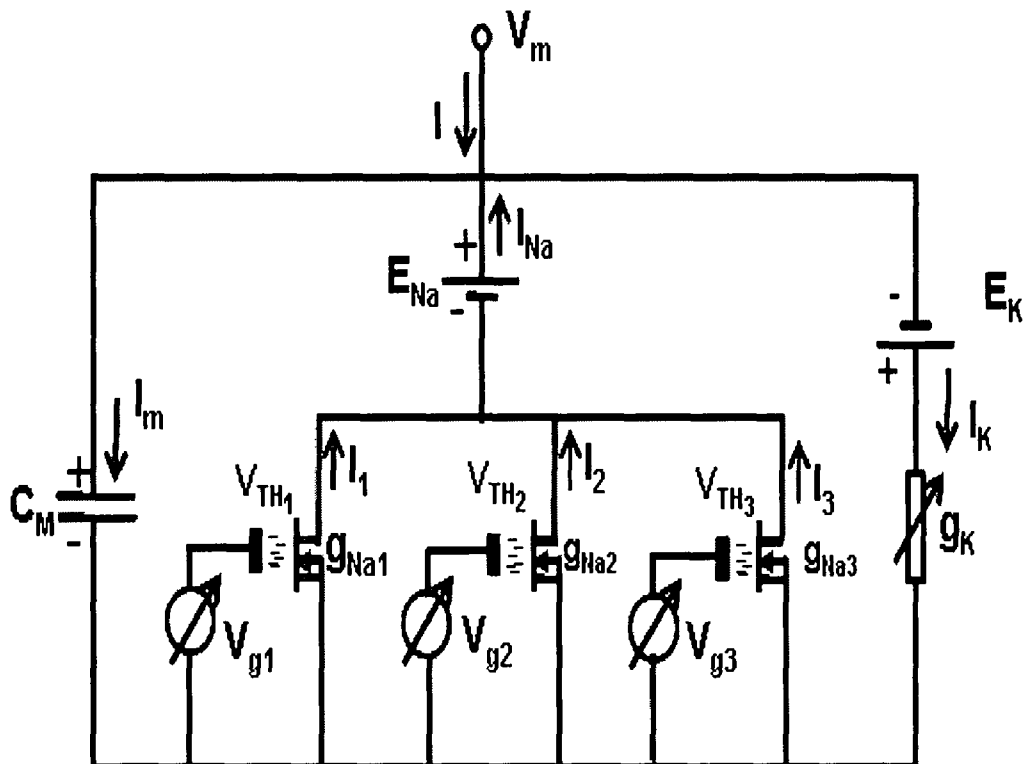 V_m
I
+
I_Na
E_Na
-
-
E_K
+
I_m
I_K
+
C_M
-
V_TH1
I_1
V_TH2
I_2
V_TH3
I_3
g_Na1
g_Na2
g_Na3
g_K
V_g1
V_g2
V_g3